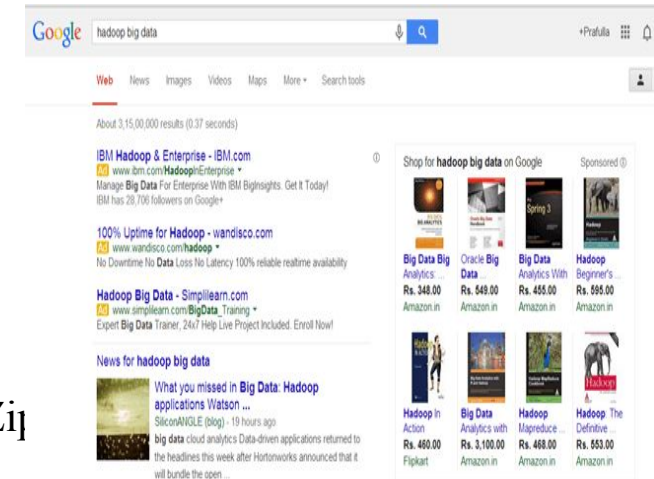 Google hadoop big data +Prafulla
Web News Images Videos Maps More Search tools
About 3,15,00,000 results (0.37 seconds)
IBM Hadoop & Enterprise - IBM.com
Ad www.ibm.com/HadoopInEnterprise
Manage Big Data For Enterprise With IBM BigInsights. Get It Today!
IBM has 28,706 followers on Google+
100% Uptime for Hadoop - wandisco.com
Ad www.wandisco.com/hadoop
No Downtime No Data Loss No Latency 100% reliable realtime availability
Hadoop Big Data - Simplilearn.com
Ad www.simplilearn.com/BigData_Training
Expert Big Data Trainer, 24x7 Help Live Project Included. Enroll Now!
News for hadoop big data
What you missed in Big Data: Hadoop
applications Watson ...
SiliconANGLE (blog) - 19 hours ago
big data cloud analytics Data-driven applications returned to
the headlines this week after Hortonworks announced that it
will bundle the open ...
Shop for hadoop big data on Google Sponsored
Spring 3
Hadoop
Big Data Big Oracle Big Big Data Hadoop
Analytics: ... Data ... Analytics With Beginner's ...
Rs. 348.00 Rs. 549.00 Rs. 455.00 Rs. 595.00
Amazon.in Amazon.in Amazon.in Amazon.in
Hadoop
Hadoop In Big Data Hadoop Hadoop: The
Action Analytics with Mapreduce ... Definitive ...
Rs. 460.00 Rs. 3,100.00 Rs. 468.00 Rs. 553.00
Flipkart Amazon.in Amazon.in Amazon.in
Zip